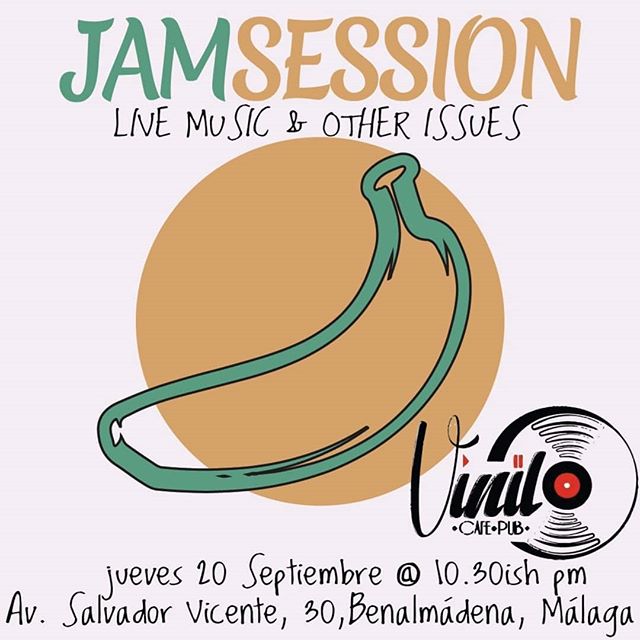 JAMSESSION
LIVE MUSIC & OTHER ISSUES
Vinilo
•CAFE•PUB•
jueves 20 Septiembre @ 10.30ish pm
Av. Salvador Vicente, 30,Benalmádena, Málaga